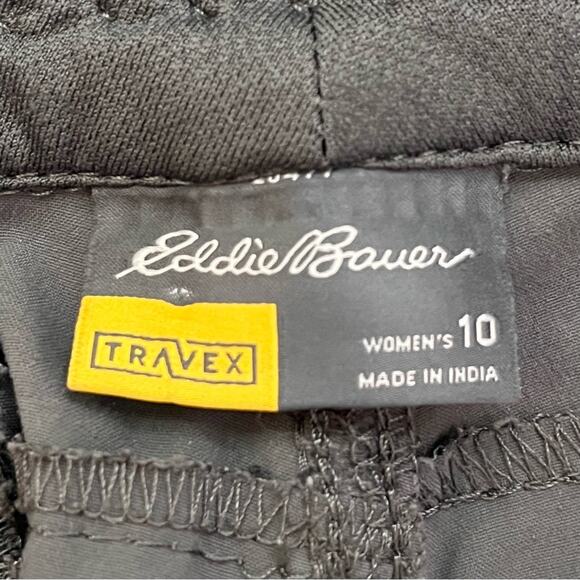 Eddie Bauer
TRAVEX
WOMEN'S 10
MADE IN INDIA